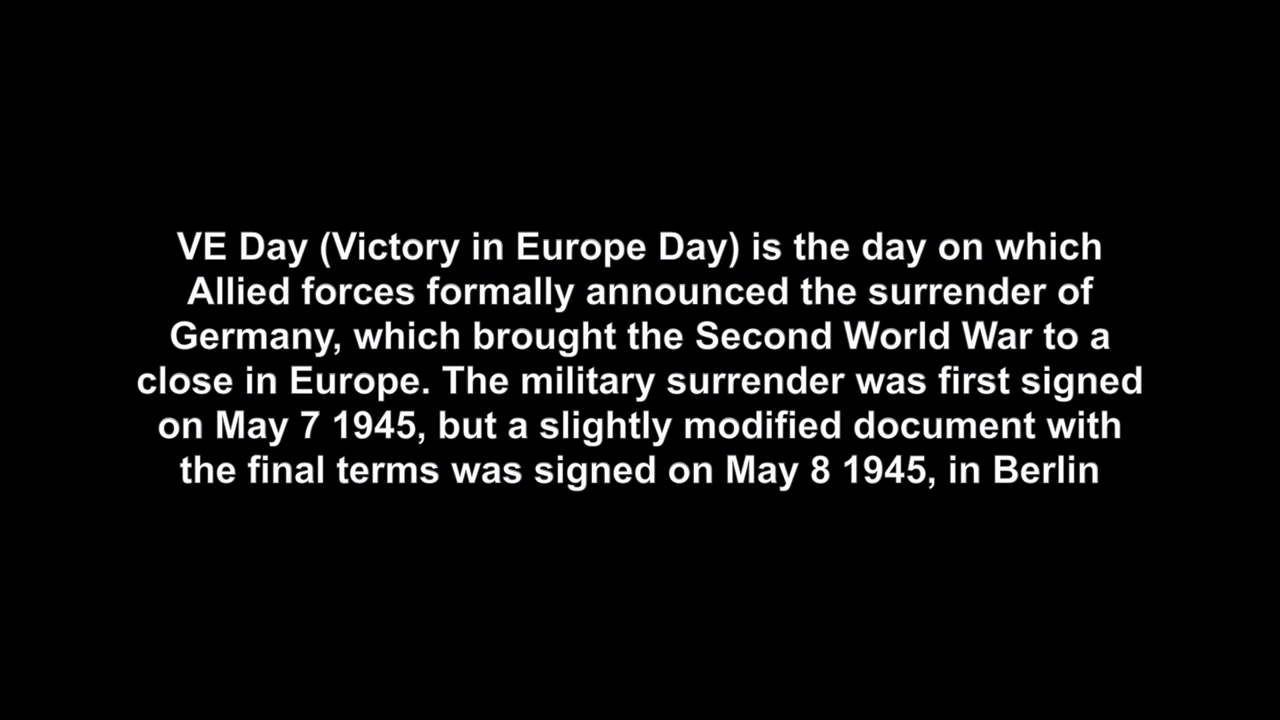 VE Day (Victory in Europe Day) is the day on which
Allied forces formally announced the surrender of
Germany, which brought the Second World War to a
close in Europe. The military surrender was first signed
on May 7 1945, but a slightly modified document with
the final terms was signed on May 8 1945, in Berlin